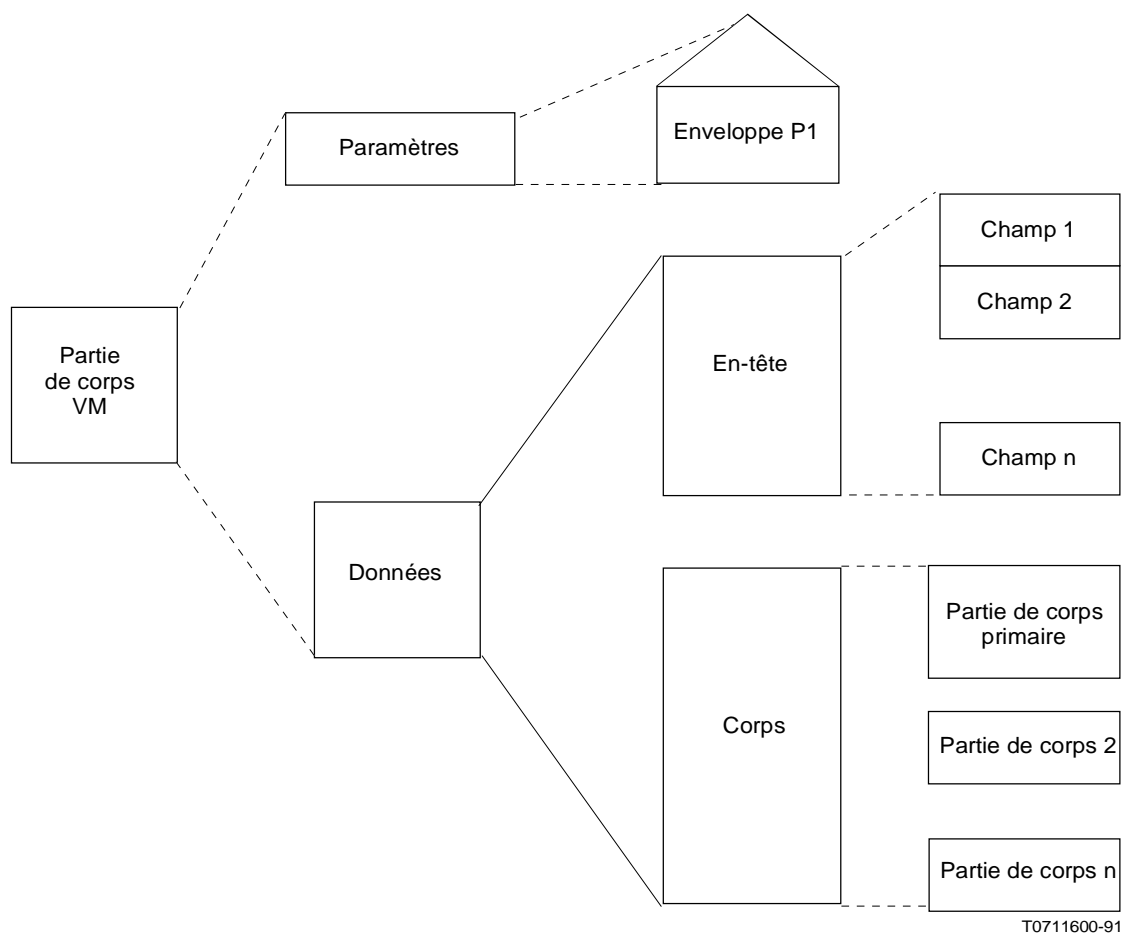 Paramètres
Enveloppe P1
Champ 1
Champ 2
Partie
de corps
VM
En-tête
Champ n
Données
Partie de corps
primaire
Corps
Partie de corps 2
Partie de corps n
T0711600-91